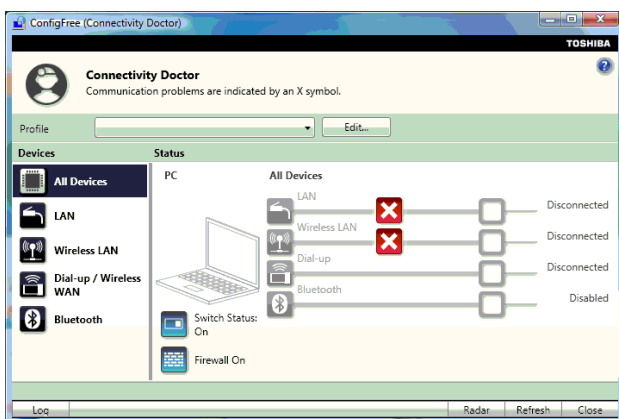 ConfigFree (Connectivity Doctor)
TOSHIBA
Connectivity Doctor
Communication problems are indicated by an X symbol.
Profile
Edit...
Devices
Status
All Devices
LAN
Wireless LAN
Dial-up / Wireless
WAN
Bluetooth
PC
Switch Status:
On
Firewall On
All Devices
LAN
Disconnected
Wireless LAN
Disconnected
Dial-up
Disconnected
Bluetooth
Disabled
Log
Radar
Refresh
Close